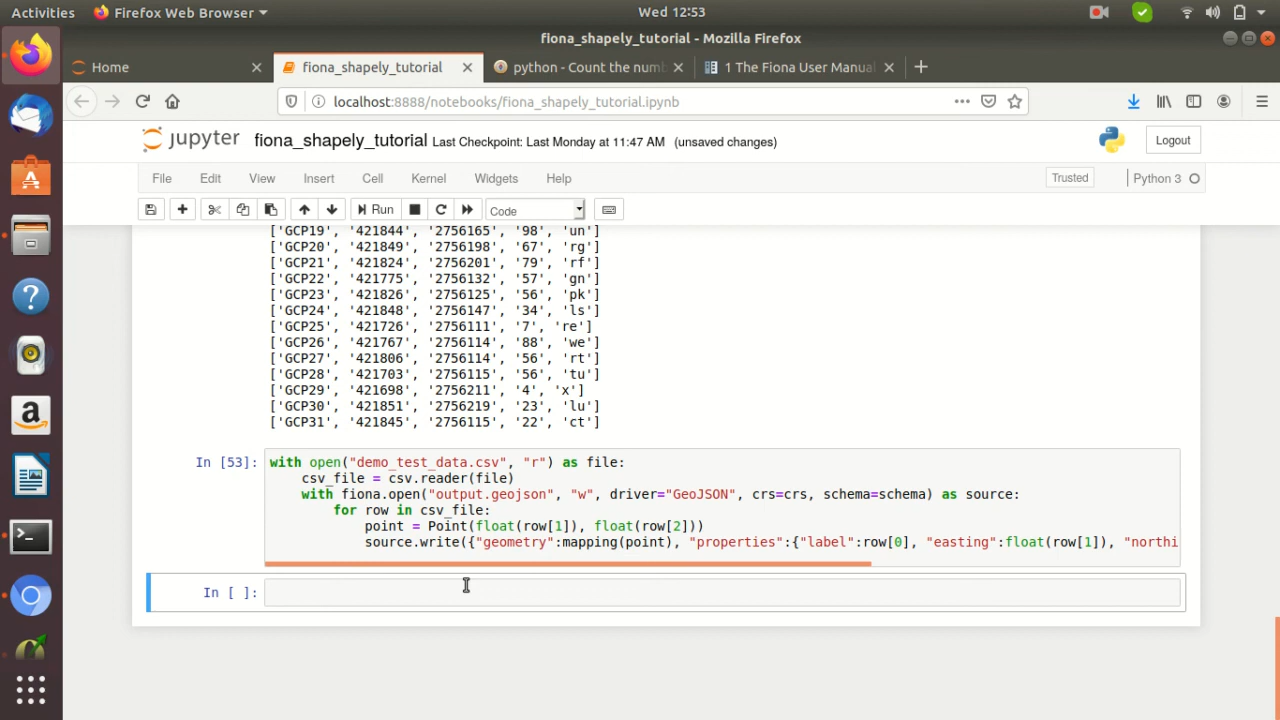 Activities Firefox Web Browser Wed 12:53
fiona_shapely_tutorial - Mozilla Firefox
Home fiona_shapely_tutorial python - Count the numb 1 The Fiona User Manual
localhost:8888/notebooks/fiona_shapely_tutorial.ipynb
jupyter fiona_shapely_tutorial Last Checkpoint: Last Monday at 11:47 AM (unsaved changes) Logout
File Edit View Insert Cell Kernel Widgets Help Trusted Python 3
Run Code
['GCP19', '421844', '2756165', '98', 'un']
['GCP20', '421849', '2756198', '67', 'rg']
['GCP21', '421824', '2756201', '79', 'rf']
['GCP22', '421775', '2756132', '57', 'gn']
['GCP23', '421826', '2756125', '56', 'pk']
['GCP24', '421848', '2756147', '34', 'ls']
['GCP25', '421726', '2756111', '7', 're']
['GCP26', '421767', '2756114', '88', 'we']
['GCP27', '421806', '2756114', '56', 'rt']
['GCP28', '421703', '2756115', '56', 'tu']
['GCP29', '421698', '2756211', '4', 'x']
['GCP30', '421851', '2756219', '23', 'lu']
['GCP31', '421845', '2756115', '22', 'ct']
In [53]: with open("demo_test_data.csv", "r") as file:
csv_file = csv.reader(file)
with fiona.open("output.geojson", "w", driver="GeoJSON", crs=crs, schema=schema) as source:
for row in csv_file:
point = Point(float(row[1]), float(row[2]))
source.write({"geometry":mapping(point), "properties":{"label":row[0], "easting":float(row[1]), "northi
In [ ]: